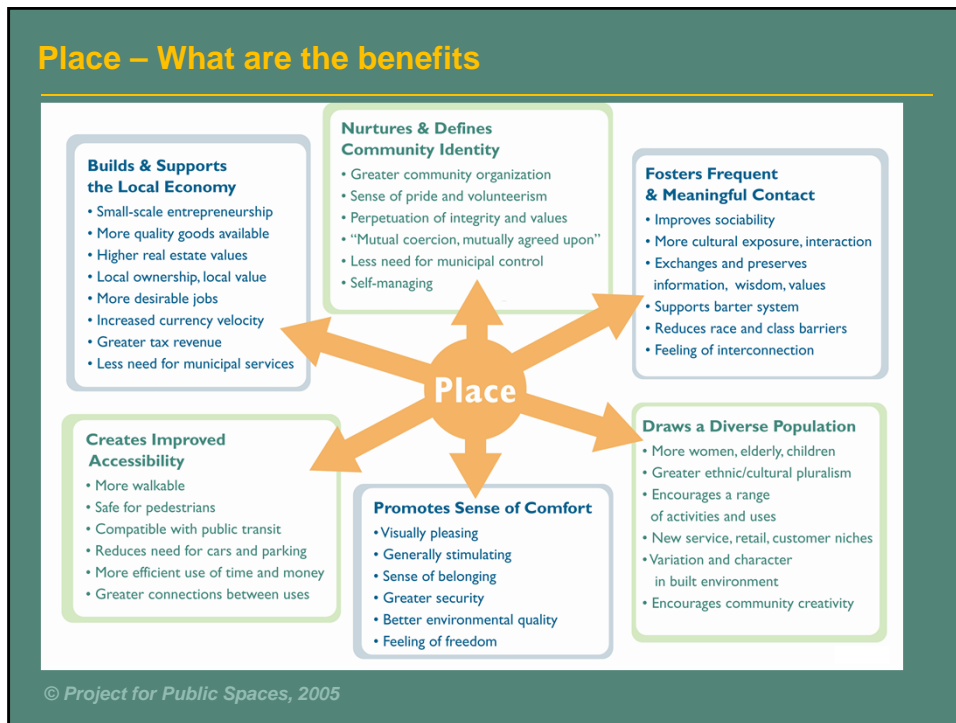 Place – What are the benefits
Nurtures & Defines
Community Identity
• Greater community organization
• Sense of pride and volunteerism
• Perpetuation of integrity and values
• “Mutual coercion, mutually agreed upon”
• Less need for municipal control
• Self-managing
Builds & Supports
the Local Economy
• Small-scale entrepreneurship
• More quality goods available
• Higher real estate values
• Local ownership, local value
• More desirable jobs
• Increased currency velocity
• Greater tax revenue
• Less need for municipal services
Fosters Frequent
& Meaningful Contact
• Improves sociability
• More cultural exposure, interaction
• Exchanges and preserves
information, wisdom, values
• Supports barter system
• Reduces race and class barriers
• Feeling of interconnection
Place
Creates Improved
Accessibility
• More walkable
• Safe for pedestrians
• Compatible with public transit
• Reduces need for cars and parking
• More efficient use of time and money
• Greater connections between uses
Promotes Sense of Comfort
• Visually pleasing
• Generally stimulating
• Sense of belonging
• Greater security
• Better environmental quality
• Feeling of freedom
Draws a Diverse Population
• More women, elderly, children
• Greater ethnic/cultural pluralism
• Encourages a range
of activities and uses
• New service, retail, customer niches
• Variation and character
in built environment
• Encourages community creativity
© Project for Public Spaces, 2005